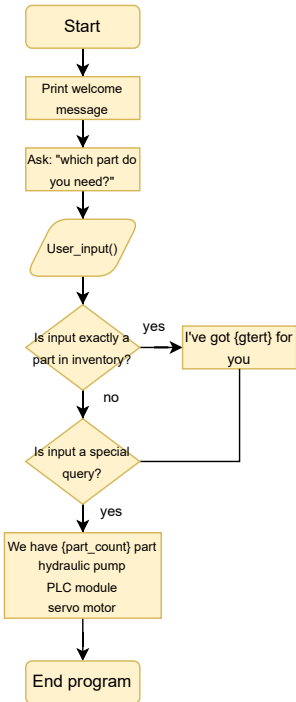 Start
Print welcome
message
Ask: "which part do
you need?"
User_input()
Is input exactly a
part in inventory?
yes
I've got {gtert} for
you
no
Is input a special
query?
yes
We have {part_count} part
hydraulic pump
PLC module
servo motor
End program